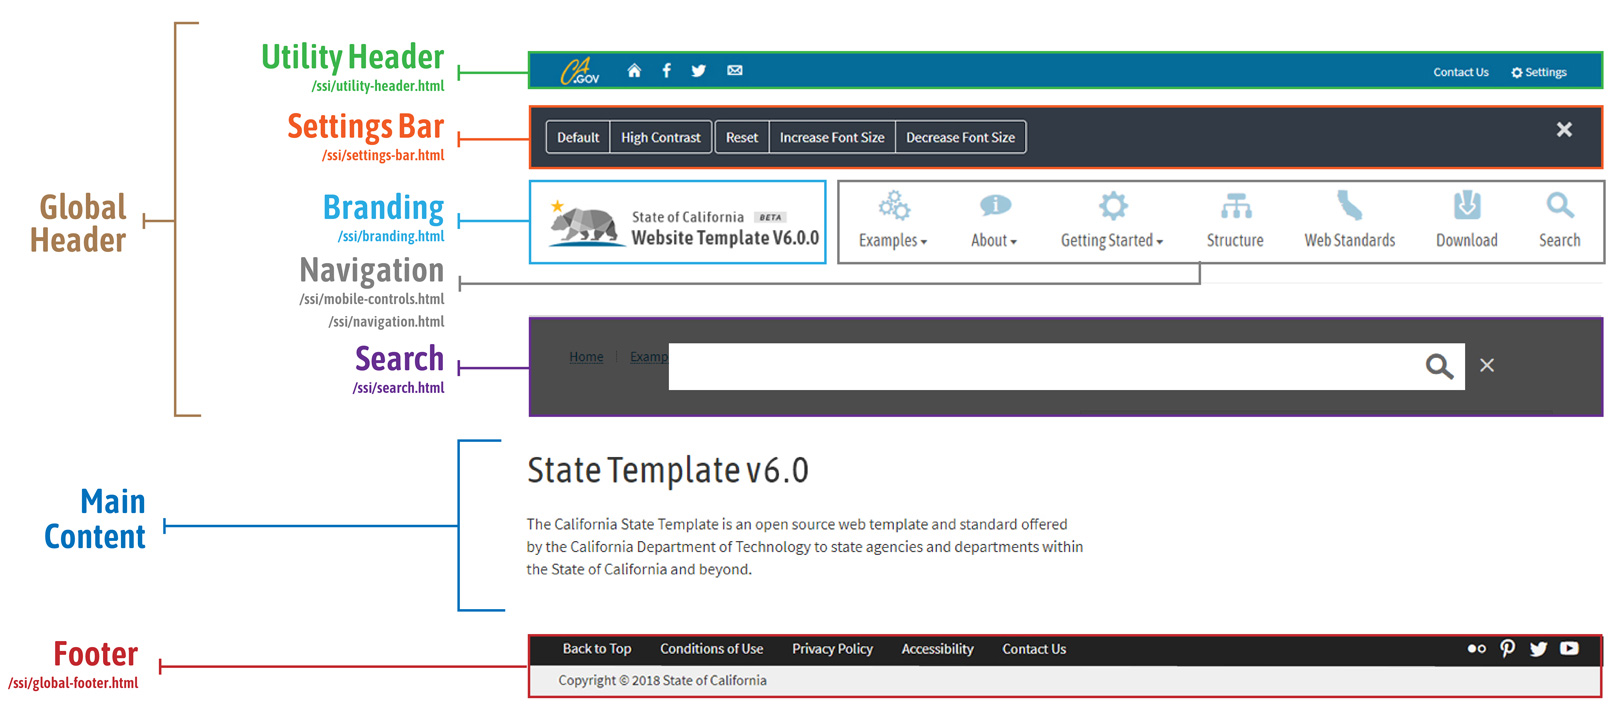 Global
Header
Utility Header
/ssi/utility-header.html
CA
.GOV
Contact Us
Settings
Settings Bar
/ssi/settings-bar.html
Default
High Contrast
Reset
Increase Font Size
Decrease Font Size
Branding
/ssi/branding.html
State of California BETA
Website Template V6.0.0
Examples
About
Getting Started
Structure
Web Standards
Download
Search
Navigation
/ssi/mobile-controls.html
/ssi/navigation.html
Search
/ssi/search.html
Home | Examp
Main
Content
State Template v6.0
The California State Template is an open source web template and standard offered
by the California Department of Technology to state agencies and departments within
the State of California and beyond.
Footer
/ssi/global-footer.html
Back to Top
Conditions of Use
Privacy Policy
Accessibility
Contact Us
Copyright © 2018 State of California